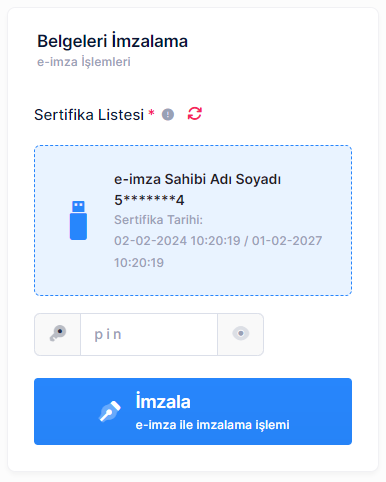 Belgeleri İmzalama
e-imza İşlemleri
Sertifika Listesi *
e-imza Sahibi Adı Soyadı
5*******4
Sertifika Tarihi:
02-02-2024 10:20:19 / 01-02-2027
10:20:19
pin
İmzala
e-imza ile imzalama işlemi